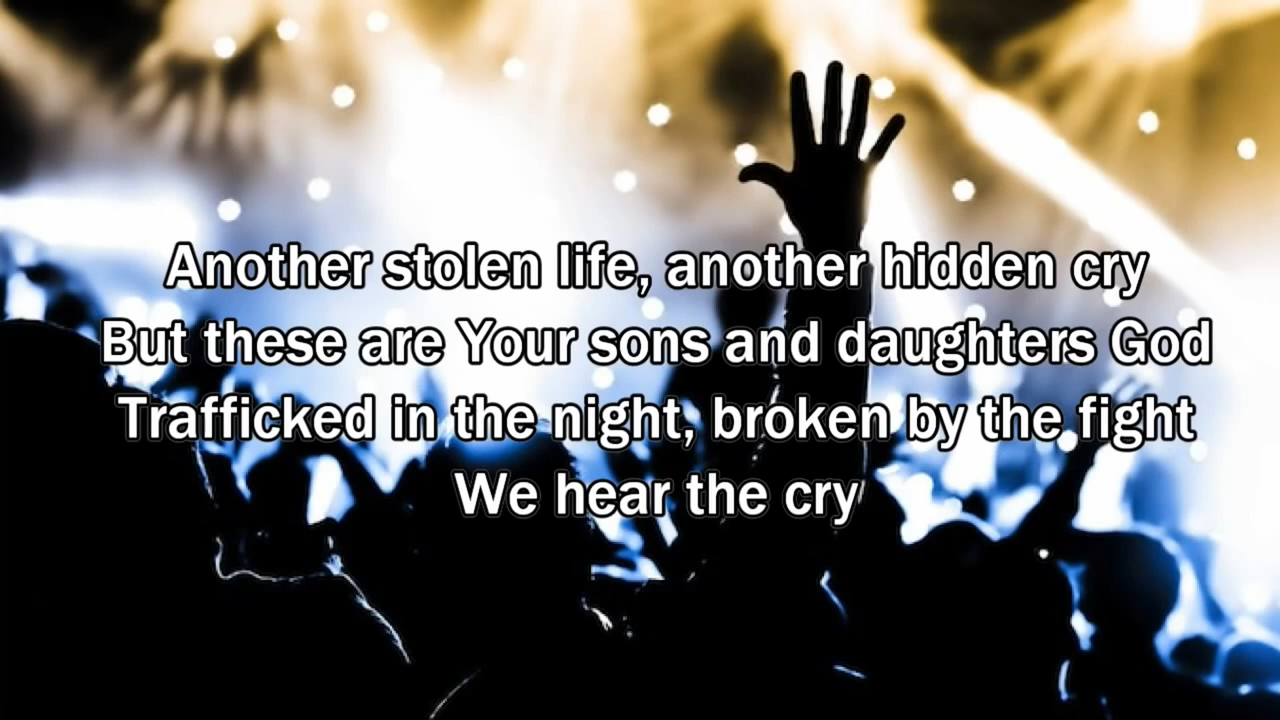 Another stolen life, another hidden cry
But these are Your sons and daughters God
Trafficked in the night, broken by the fight
We hear the cry